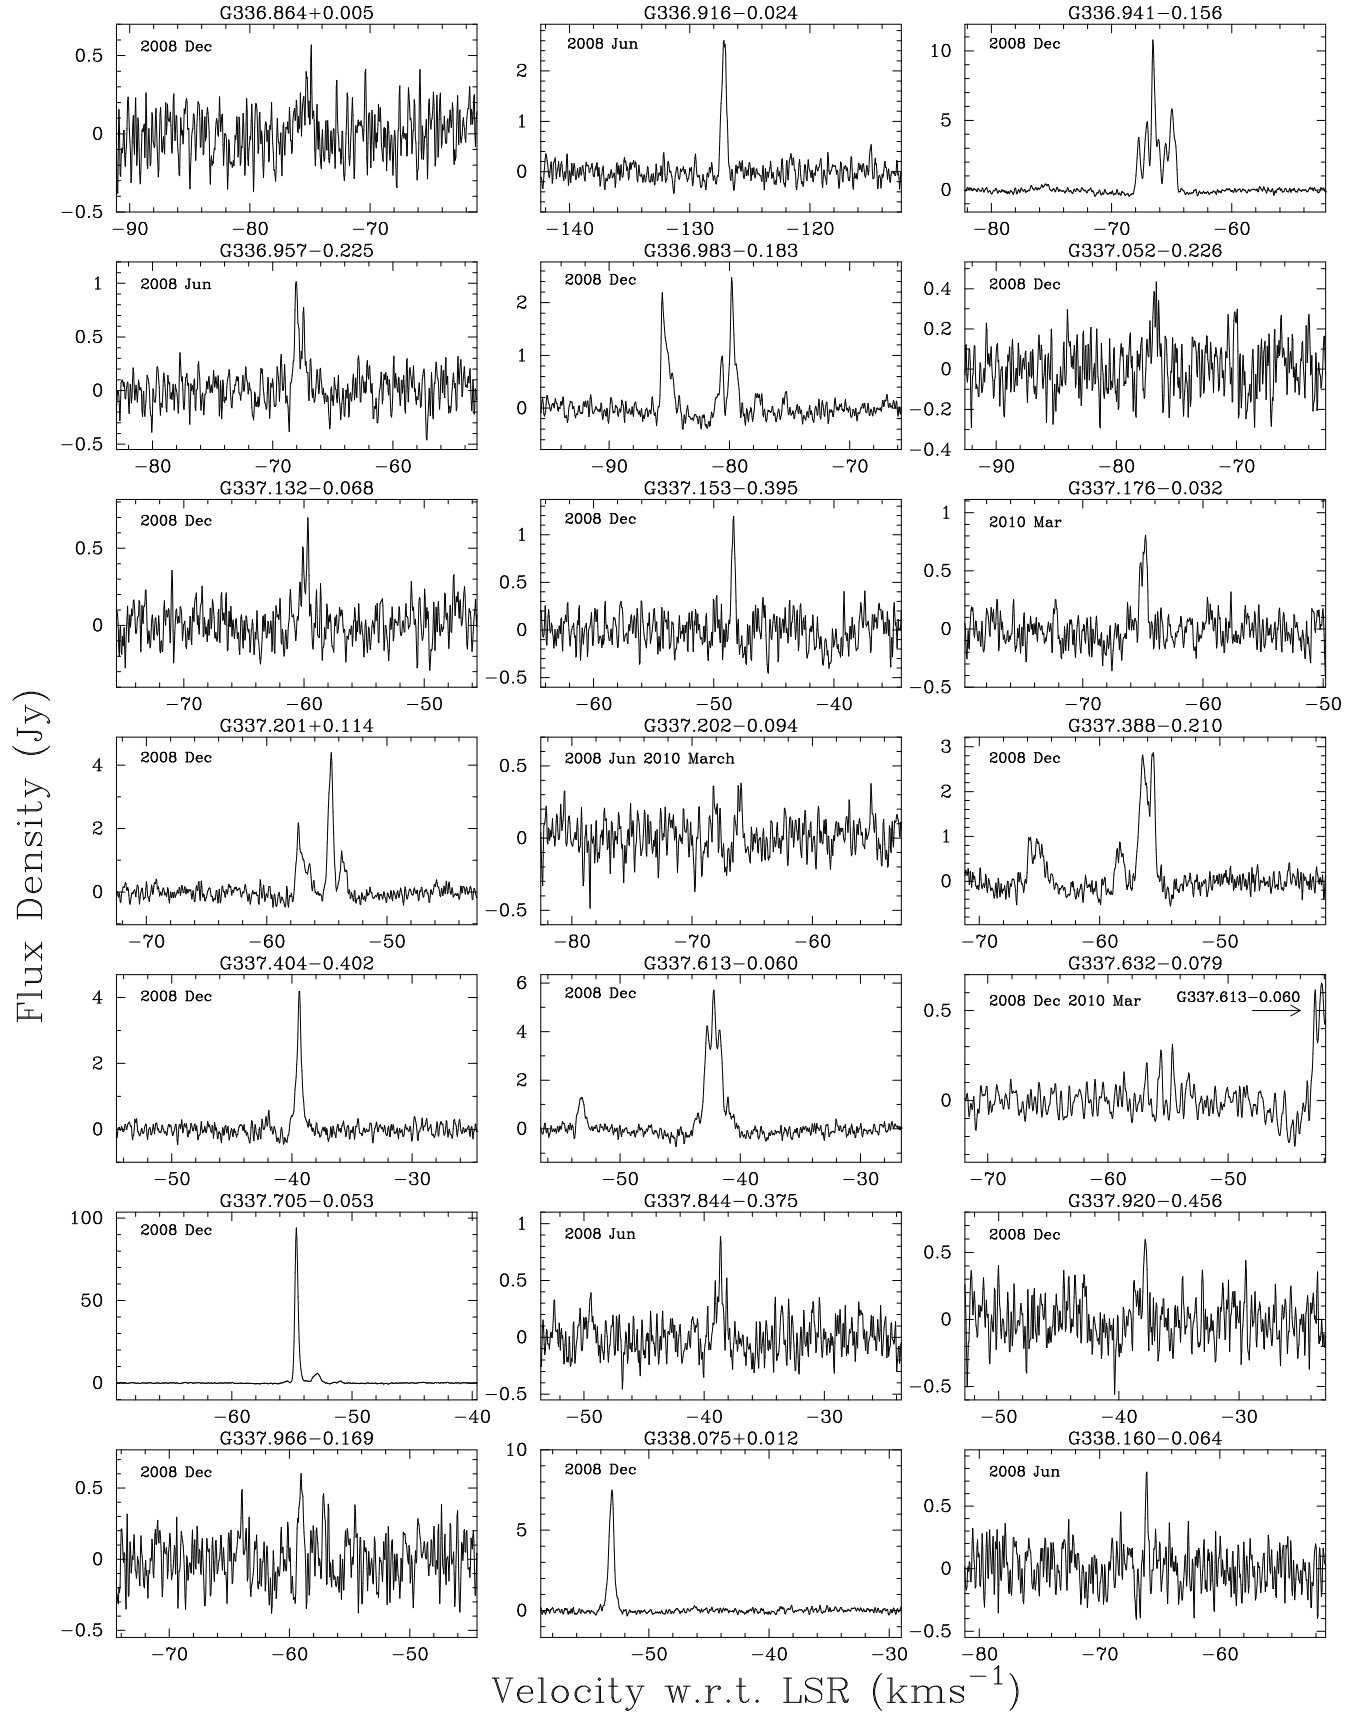 G336.864+0.005 G336.916−0.024 G336.941−0.156
2008 Dec 2008 Jun 2008 Dec
0.5 0 −0.5
2 1 0
10 5 0
−90 −80 −70 −140 −130 −120 −80 −70 −60
G336.957−0.225 G336.983−0.183 G337.052−0.226
2008 Jun 2008 Dec 2008 Dec
1 0.5 0 −0.5
2 1 0
0.4 0.2 0 −0.2 −0.4
−80 −70 −60 −90 −80 −70 −90 −80 −70
G337.132−0.068 G337.153−0.395 G337.176−0.032
2008 Dec 2008 Dec 2010 Mar
0.5 0
1 0.5 0 −0.5
1 0.5 0 −0.5
−70 −60 −50 −60 −50 −40 −70 −60 −50
G337.201+0.114 G337.202−0.094 G337.388−0.210
2008 Dec 2008 Jun 2010 March 2008 Dec
4 2 0
0.5 0 −0.5
3 2 1 0
−70 −60 −50 −80 −70 −60 −70 −60 −50
Flux Density (Jy)
G337.404−0.402 G337.613−0.060 G337.632−0.079
2008 Dec 2008 Dec 2008 Dec 2010 Mar G337.613−0.060
4 2 0
6 4 2 0
0.5 0
−50 −40 −30 −50 −40 −30 −70 −60 −50
G337.705−0.053 G337.844−0.375 G337.920−0.456
2008 Dec 2008 Jun 2008 Dec
100 50 0
1 0.5 0 −0.5
0.5 0 −0.5
−60 −50 −40 −50 −40 −30 −50 −40 −30
G337.966−0.169 G338.075+0.012 G338.160−0.064
2008 Dec 2008 Dec 2008 Jun
0.5 0 −0.5
10 5 0
0.5 0 −0.5
−70 −60 −50 −50 −40 −30 −80 −70 −60
Velocity w.r.t. LSR (kms⁻¹)